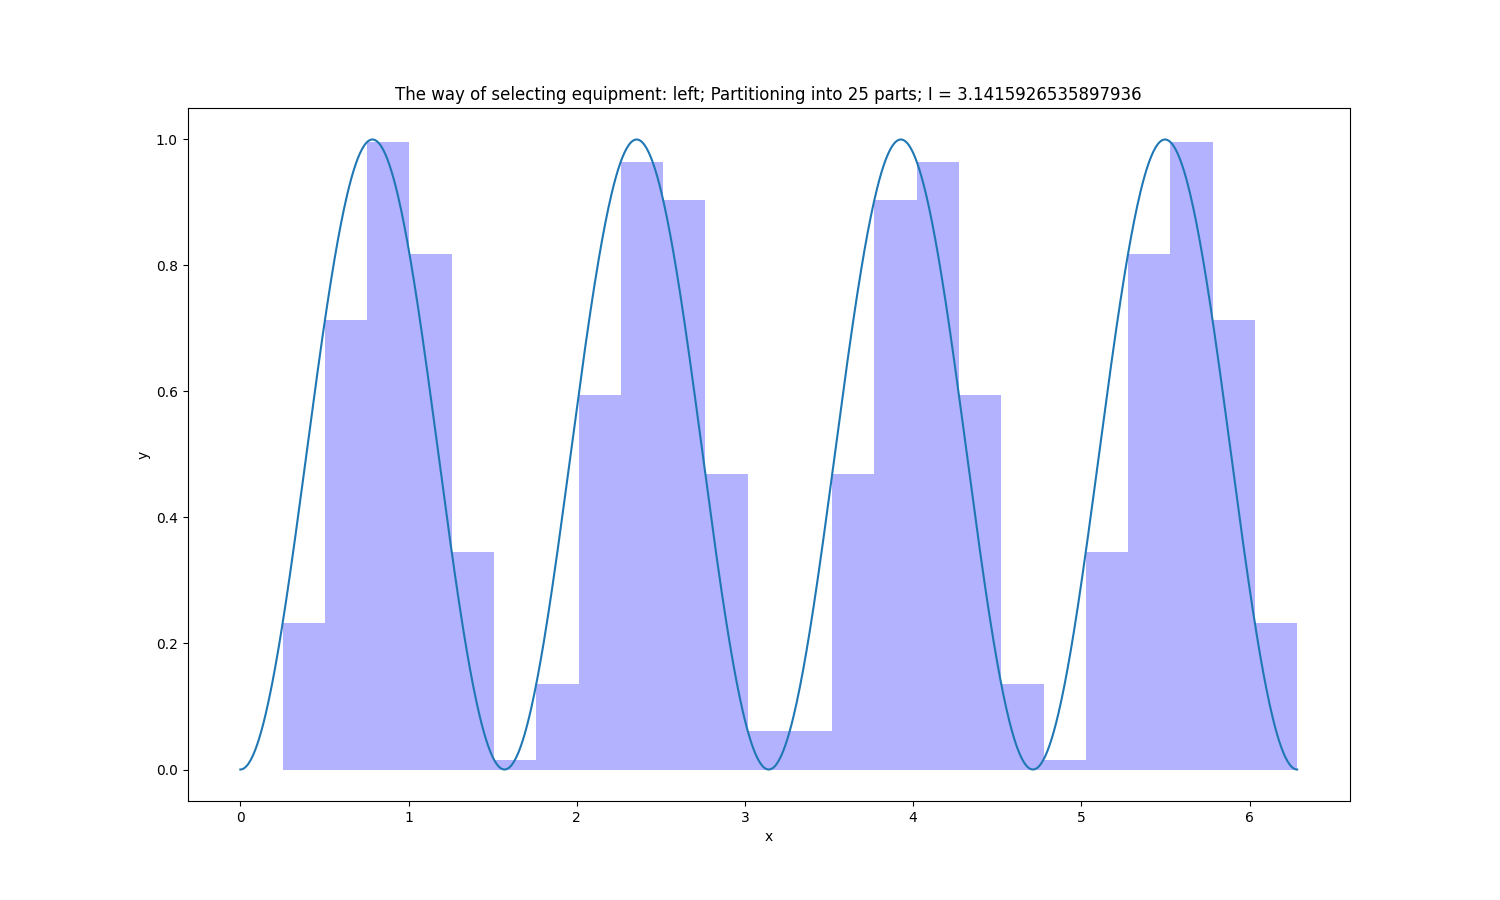 The way of selecting equipment: left; Partitioning into 25 parts; I = 3.1415926535897936
1.0
0.8
0.6
0.4
0.2
0.0
y
0 1 2 3 4 5 6
x